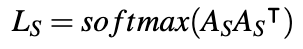 L_S = softmax(A_S A_S^⊤)